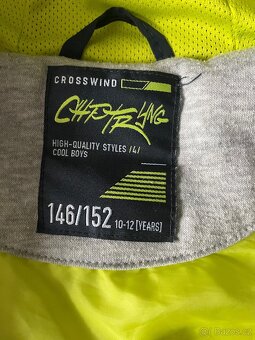 CROSSWIND
HIGH-QUALITY STYLES /4/
COOL BOYS
146/152 10-12 [YEARS]